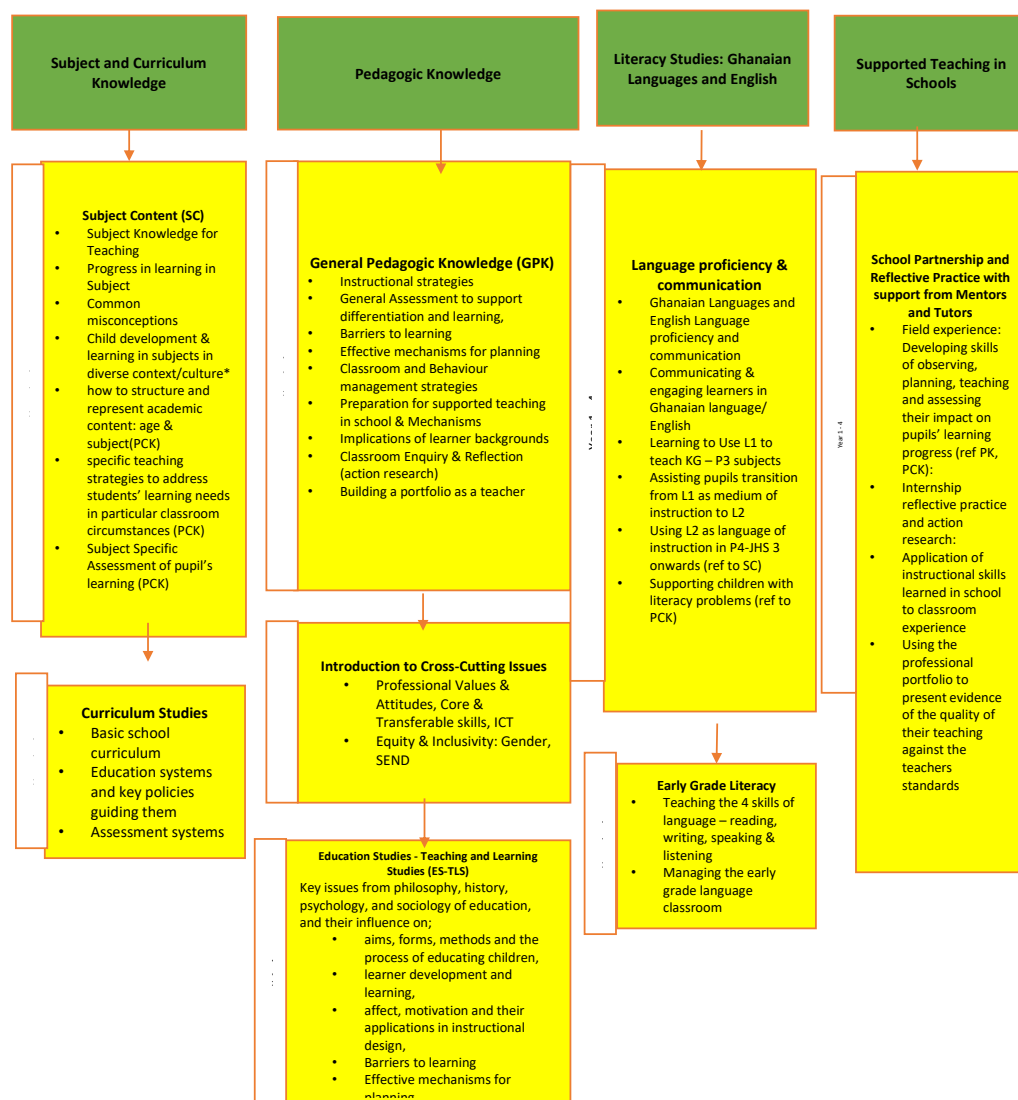 Subject and Curriculum
Knowledge
Subject Content (SC)
• Subject Knowledge for
Teaching
• Progress in learning in
Subject
• Common
misconceptions
• Child development &
learning in subjects in
diverse context/culture*
• how to structure and
represent academic
content: age &
subject(PCK)
• specific teaching
strategies to address
students’ learning needs
in particular classroom
circumstances (PCK)
• Subject Specific
Assessment of pupil’s
learning (PCK)
Curriculum Studies
• Basic school
curriculum
• Education systems
and key policies
guiding them
• Assessment systems
Pedagogic Knowledge
General Pedagogic Knowledge (GPK)
• Instructional strategies
• General Assessment to support
differentiation and learning,
• Barriers to learning
• Effective mechanisms for planning
• Classroom and Behaviour
management strategies
• Preparation for supported teaching
in school & Mechanisms
• Implications of learner backgrounds
• Classroom Enquiry & Reflection
(action research)
• Building a portfolio as a teacher
Introduction to Cross-Cutting Issues
• Professional Values &
Attitudes, Core &
Transferable skills, ICT
• Equity & Inclusivity: Gender,
SEND
Education Studies - Teaching and Learning
Studies (ES-TLS)
Key issues from philosophy, history,
psychology, and sociology of education,
and their influence on;
• aims, forms, methods and the
process of educating children,
• learner development and
learning,
• affect, motivation and their
applications in instructional
design,
• Barriers to learning
• Effective mechanisms for
planning
Literacy Studies: Ghanaian
Languages and English
Language proficiency &
communication
• Ghanaian Languages and
English Language
proficiency and
communication
• Communicating &
engaging learners in
Ghanaian language/
English
• Learning to Use L1 to
teach KG – P3 subjects
• Assisting pupils transition
from L1 as medium of
instruction to L2
• Using L2 as language of
instruction in P4-JHS 3
onwards (ref to SC)
• Supporting children with
literacy problems (ref to
PCK)
Early Grade Literacy
• Teaching the 4 skills of
language – reading,
writing, speaking &
listening
• Managing the early
grade language
classroom
Supported Teaching in
Schools
Year 1 - 4
School Partnership and
Reflective Practice with
support from Mentors
and Tutors
• Field experience:
Developing skills
of observing,
planning, teaching
and assessing
their impact on
pupils’ learning
progress (ref PK,
PCK):
• Internship
reflective practice
and action
research:
• Application of
instructional skills
learned in school
to classroom
experience
• Using the
professional
portfolio to
present evidence
of the quality of
their teaching
against the
teachers
standards